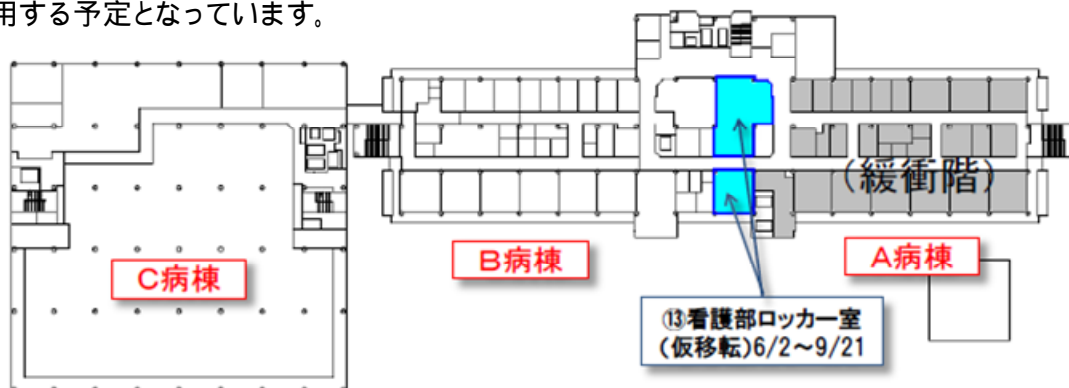 用する予定となっています。
(緩衝階)
C病棟
B病棟
A病棟
⑬看護部ロッカー室
(仮移転)6/2～9/21